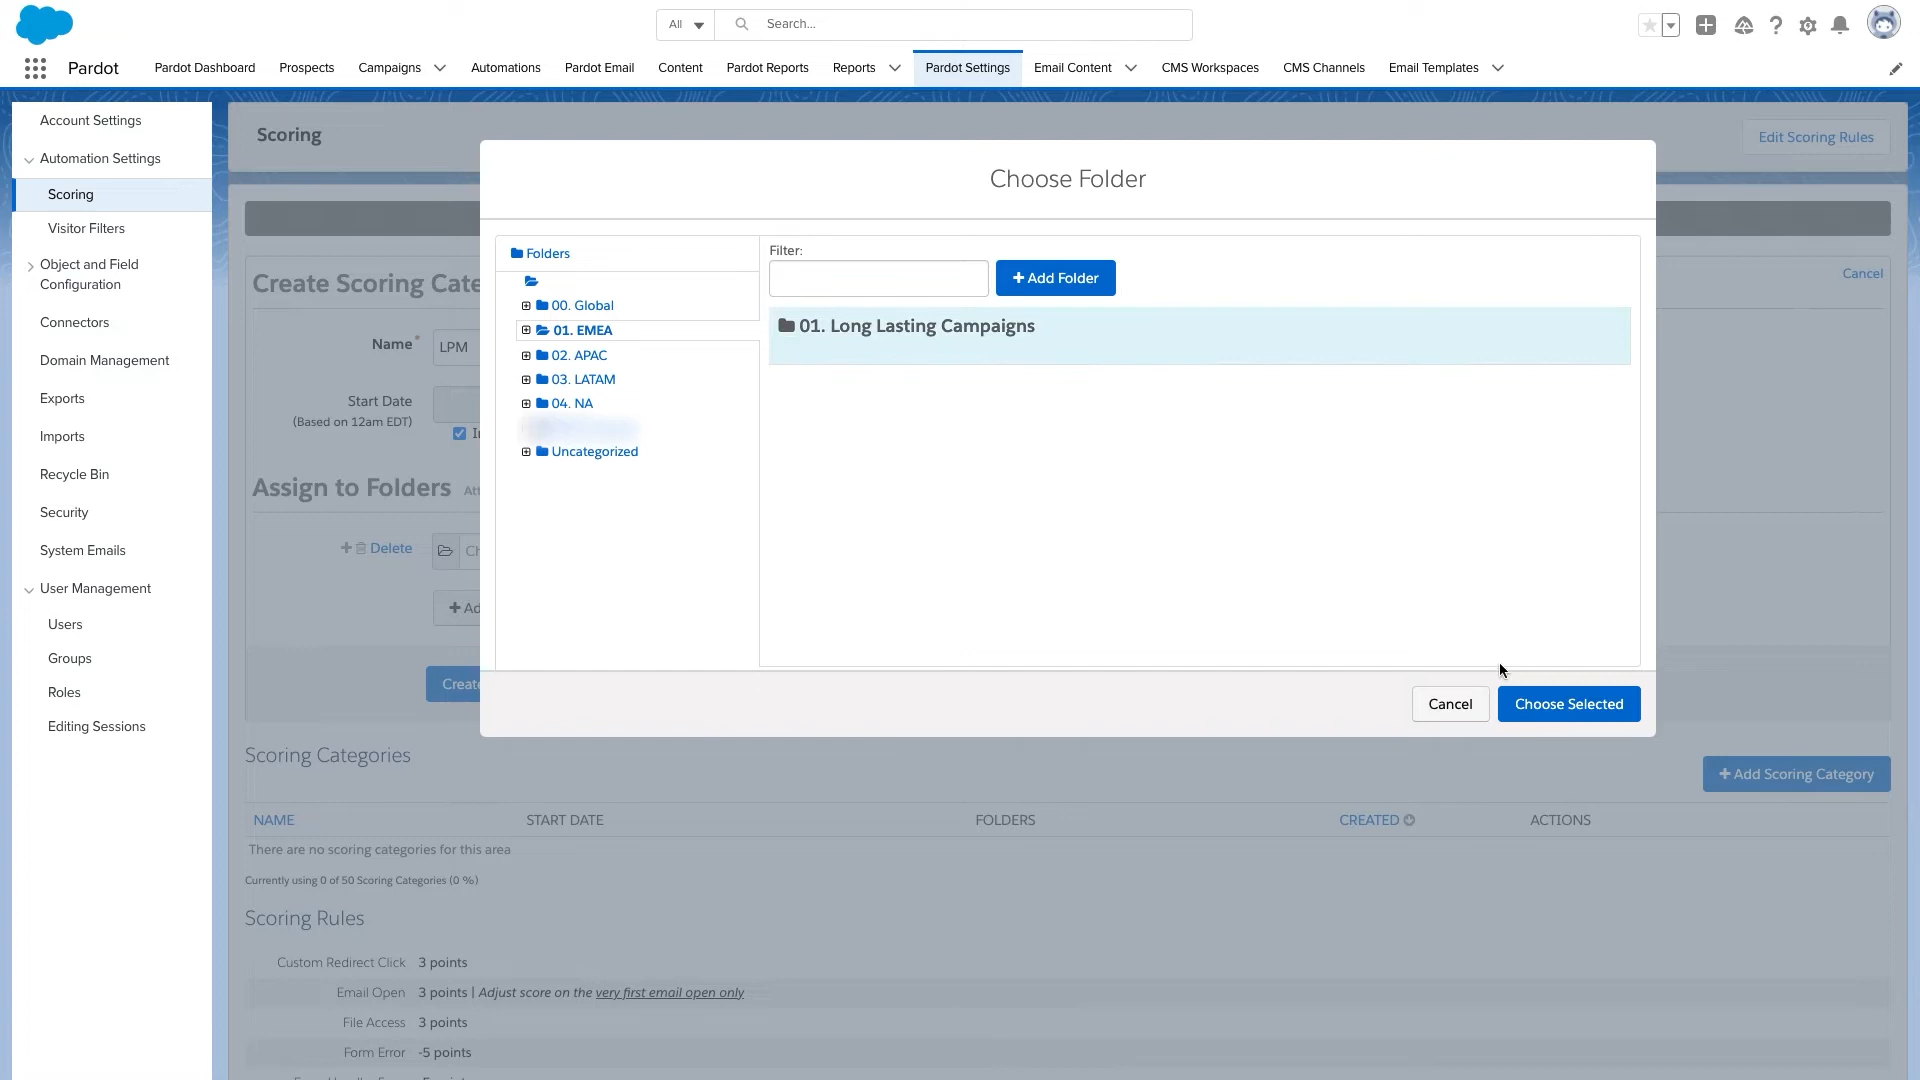 All
Search...
Pardot
Pardot Dashboard
Prospects
Campaigns
Automations
Pardot Email
Content
Pardot Reports
Reports
Pardot Settings
Email Content
CMS Workspaces
CMS Channels
Email Templates
Account Settings
Automation Settings
Scoring
Visitor Filters
Object and Field
Configuration
Connectors
Domain Management
Exports
Imports
Recycle Bin
Security
System Emails
User Management
Users
Groups
Roles
Editing Sessions
Scoring
Edit Scoring Rules
Create Scoring Cate
Cancel
Name*
LPM
Start Date
(Based on 12am EDT)
Assign to Folders
Delete
Create
Choose Folder
Folders
00. Global
01. EMEA
02. APAC
03. LATAM
04. NA
Uncategorized
Filter:
Add Folder
01. Long Lasting Campaigns
Cancel
Choose Selected
Scoring Categories
Add Scoring Category
NAME
START DATE
FOLDERS
CREATED
ACTIONS
There are no scoring categories for this area
Currently using 0 of 50 Scoring Categories (0 %)
Scoring Rules
Custom Redirect Click 3 points
Email Open 3 points | Adjust score on the very first email open only
File Access 3 points
Form Error -5 points